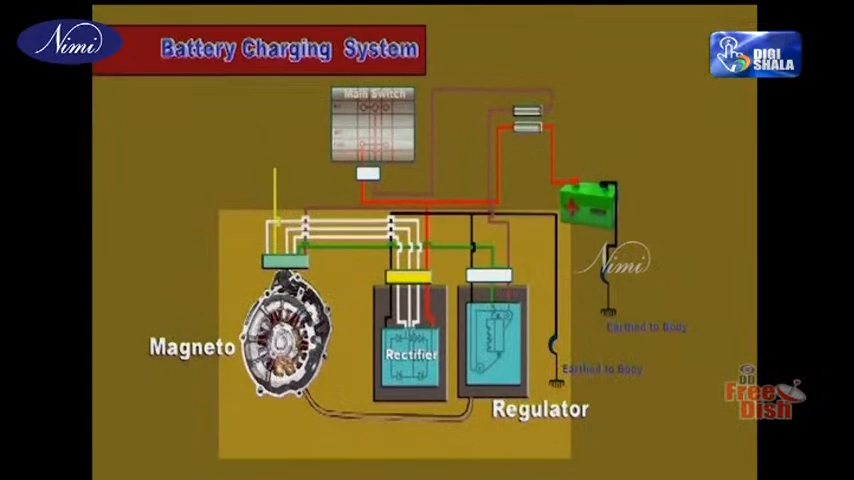 Nimi
Battery Charging System
DIGI
SHALA
Main Switch
Nimi
Earthed to Body
Magneto
Rectifier
Earthed to Body
DD
Free
Dish
Regulator